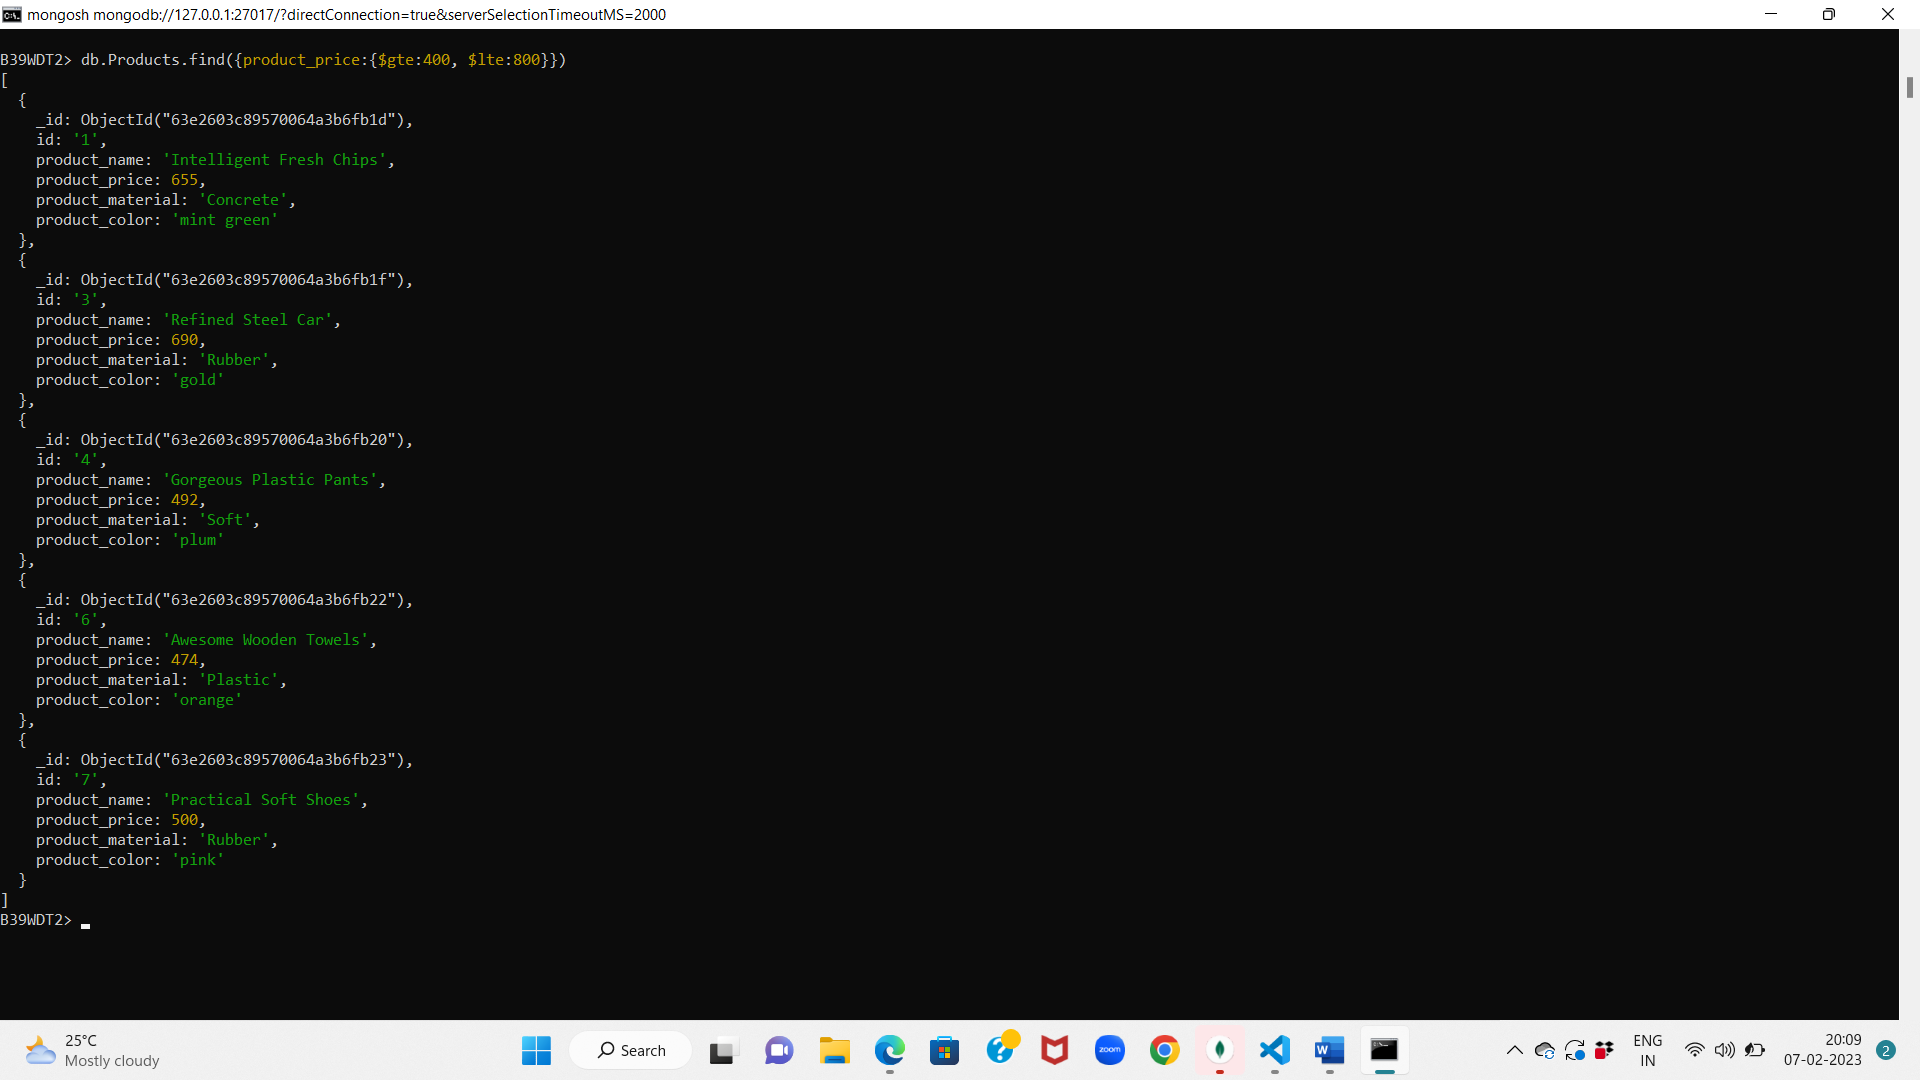 mongosh mongodb://127.0.0.1:27017/?directConnection=true&serverSelectionTimeoutMS=2000
B39WDT2> db.Products.find({product_price:{$gte:400, $lte:800}})
[
  {
    _id: ObjectId("63e2603c89570064a3b6fb1d"),
    id: '1',
    product_name: 'Intelligent Fresh Chips',
    product_price: 655,
    product_material: 'Concrete',
    product_color: 'mint green'
  },
  {
    _id: ObjectId("63e2603c89570064a3b6fb1f"),
    id: '3',
    product_name: 'Refined Steel Car',
    product_price: 690,
    product_material: 'Rubber',
    product_color: 'gold'
  },
  {
    _id: ObjectId("63e2603c89570064a3b6fb20"),
    id: '4',
    product_name: 'Gorgeous Plastic Pants',
    product_price: 492,
    product_material: 'Soft',
    product_color: 'plum'
  },
  {
    _id: ObjectId("63e2603c89570064a3b6fb22"),
    id: '6',
    product_name: 'Awesome Wooden Towels',
    product_price: 474,
    product_material: 'Plastic',
    product_color: 'orange'
  },
  {
    _id: ObjectId("63e2603c89570064a3b6fb23"),
    id: '7',
    product_name: 'Practical Soft Shoes',
    product_price: 500,
    product_material: 'Rubber',
    product_color: 'pink'
  }
]
B39WDT2>
25°C
Mostly cloudy
Search
zoom
ENG
IN
20:09
07-02-2023
2